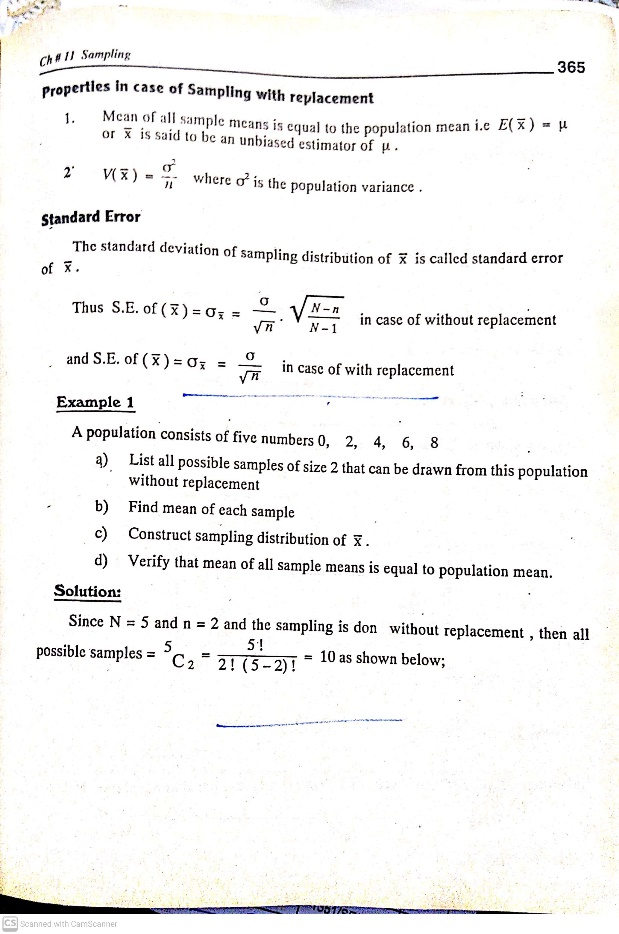 Ch # 11 Sampling
365
Properties in case of Sampling with replacement
1. Mean of all sample means is equal to the population mean i.e E( x̄ ) = μ
or x̄ is said to be an unbiased estimator of μ .
2. V( x̄ ) = σ²/n where σ² is the population variance .
Standard Error
The standard deviation of sampling distribution of x̄ is called standard error
of x̄ .
Thus S.E. of ( x̄ ) = σx̄ = σ/√n . √((N – n)/(N – 1)) in case of without replacement
and S.E. of ( x̄ ) = σx̄ = σ/√n in case of with replacement
Example 1
A population consists of five numbers 0, 2, 4, 6, 8
a) List all possible samples of size 2 that can be drawn from this population
without replacement
b) Find mean of each sample
c) Construct sampling distribution of x̄ .
d) Verify that mean of all sample means is equal to population mean.
Solution:
Since N = 5 and n = 2 and the sampling is don without replacement , then all
possible samples = ⁵C₂ = 5!/(2! (5 – 2)!) = 10 as shown below;
CS Scanned with CamScanner